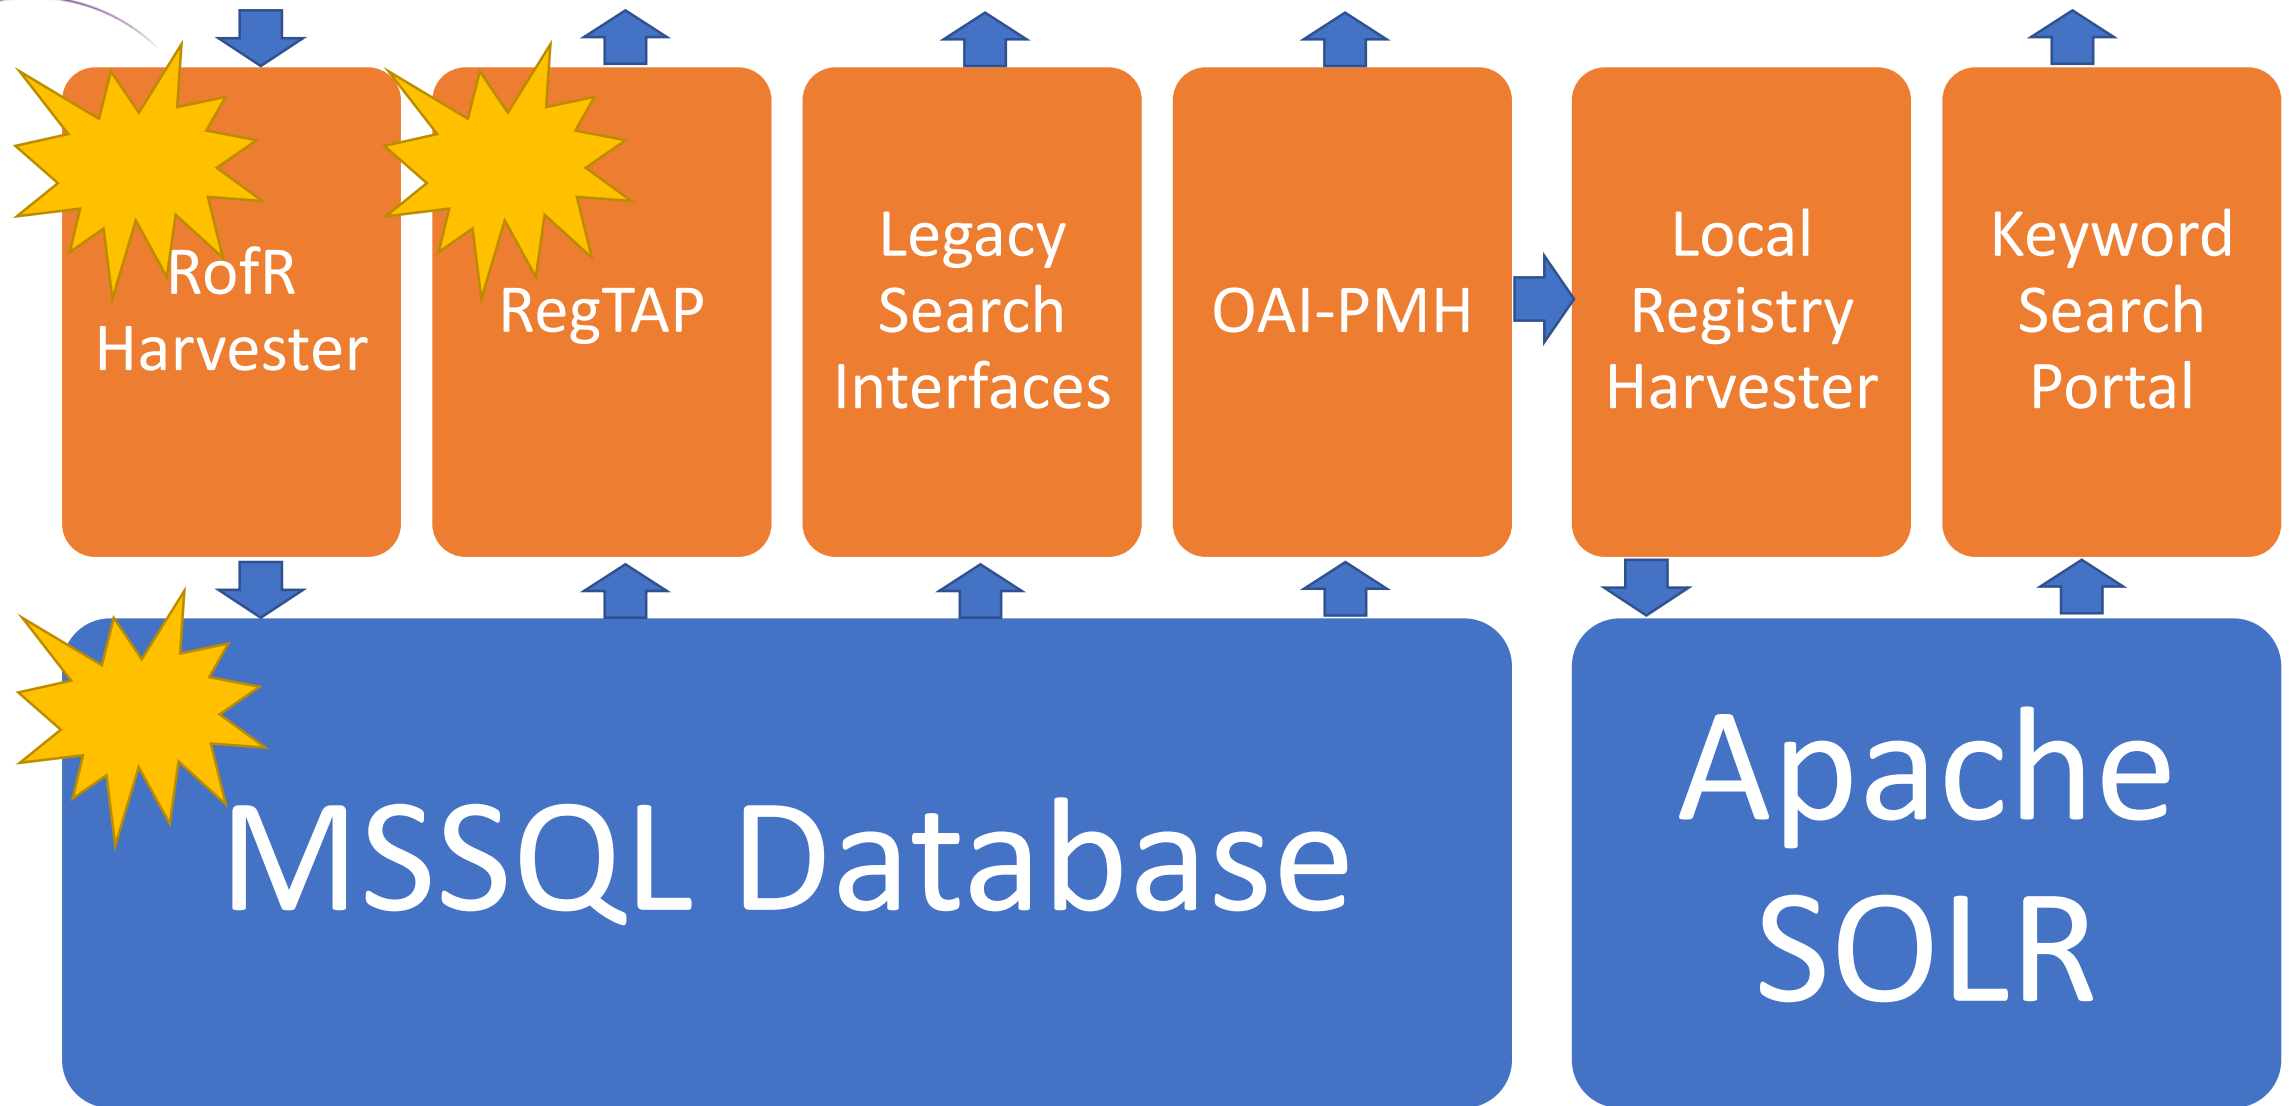 RofR
Harvester
RegTAP
Legacy
Search
Interfaces
OAI-PMH
Local
Registry
Harvester
Keyword
Search
Portal
MSSQL Database
Apache
SOLR